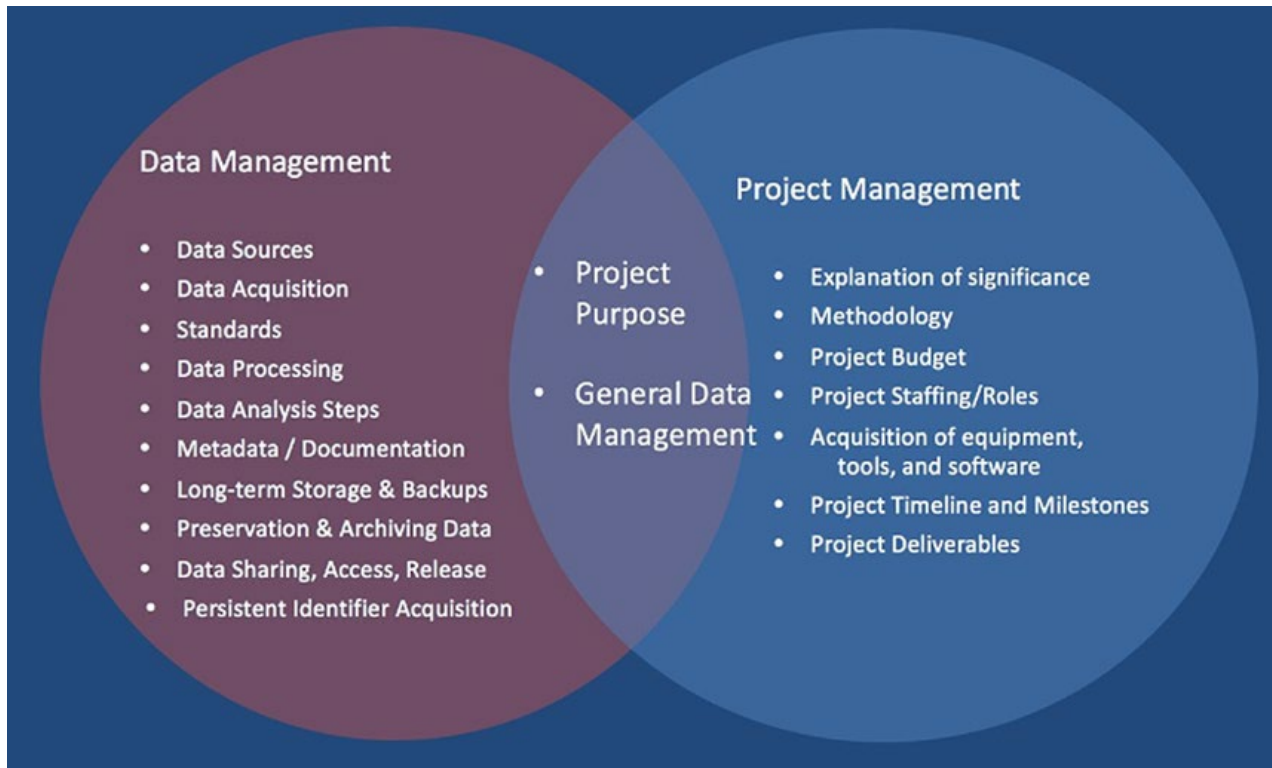 Data Management
• Data Sources
• Data Acquisition
• Standards
• Data Processing
• Data Analysis Steps
• Metadata / Documentation
• Long-term Storage & Backups
• Preservation & Archiving Data
• Data Sharing, Access, Release
• Persistent Identifier Acquisition
• Project
Purpose
• General Data
Management
Project Management
• Explanation of significance
• Methodology
• Project Budget
• Project Staffing/Roles
• Acquisition of equipment,
tools, and software
• Project Timeline and Milestones
• Project Deliverables